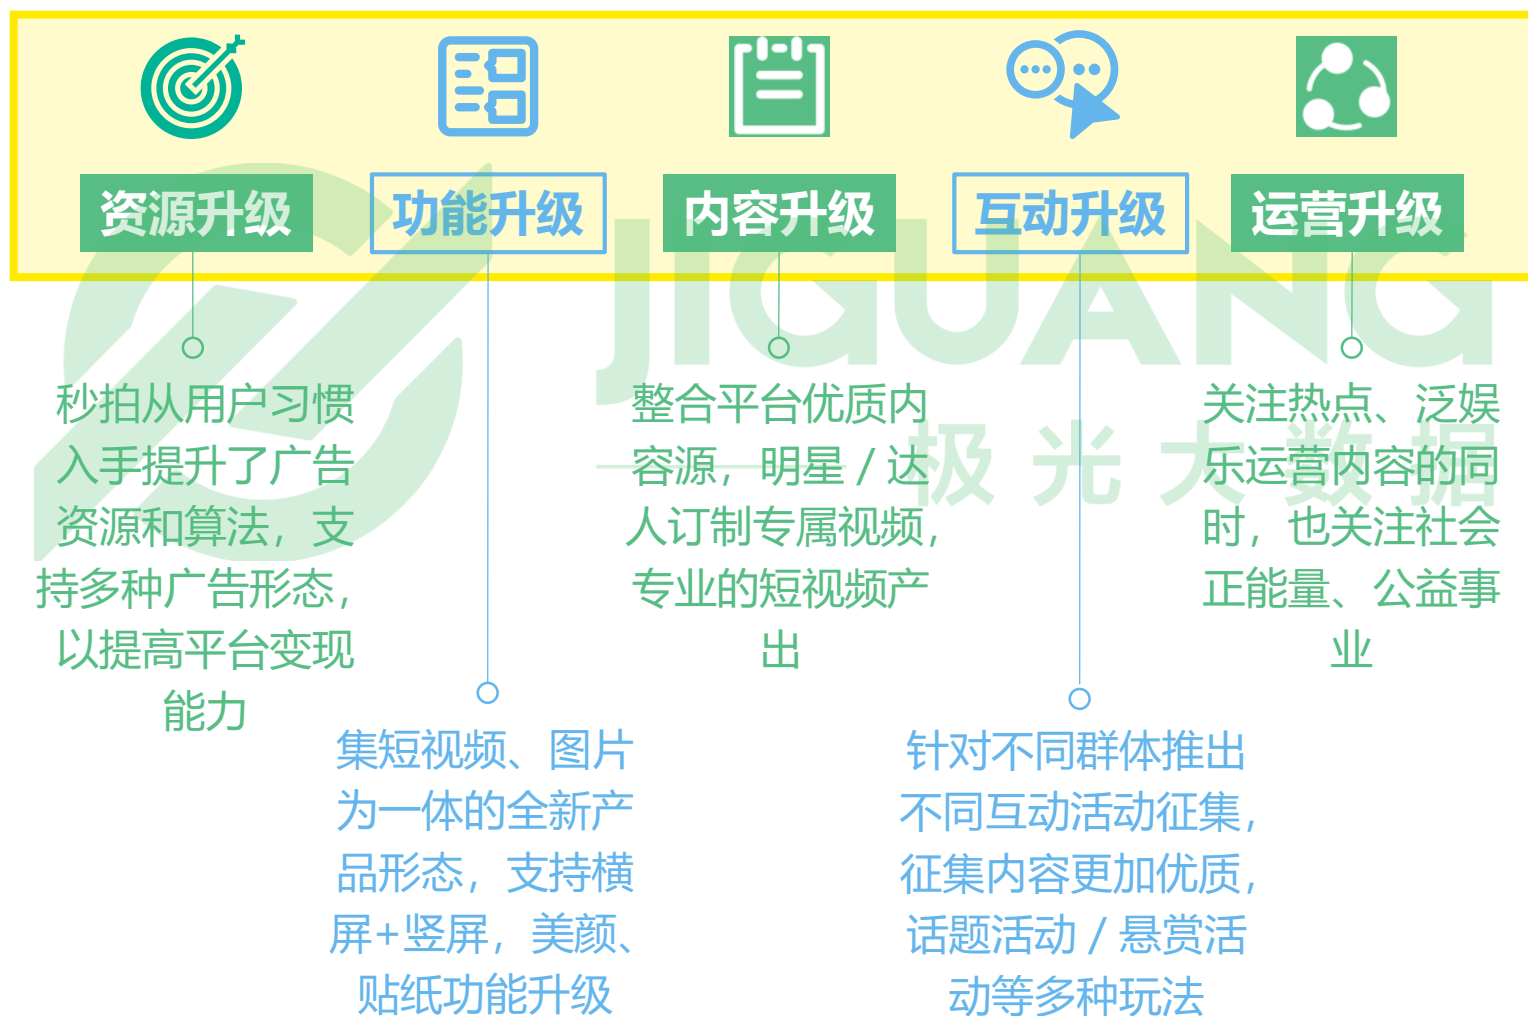 资源升级
功能升级
内容升级
互动升级
运营升级
JIGUANG
极光大数据
秒拍从用户习惯
入手提升了广告
资源和算法，支
持多种广告形态，
以提高平台变现
能力
集短视频、图片
为一体的全新产
品形态，支持横
屏+竖屏，美颜、
贴纸功能升级
整合平台优质内
容源，明星 / 达
人订制专属视频，
专业的短视频产
出
针对不同群体推出
不同互动活动征集，
征集内容更加优质，
话题活动 / 悬赏活
动等多种玩法
关注热点、泛娱
乐运营内容的同
时，也关注社会
正能量、公益事
业